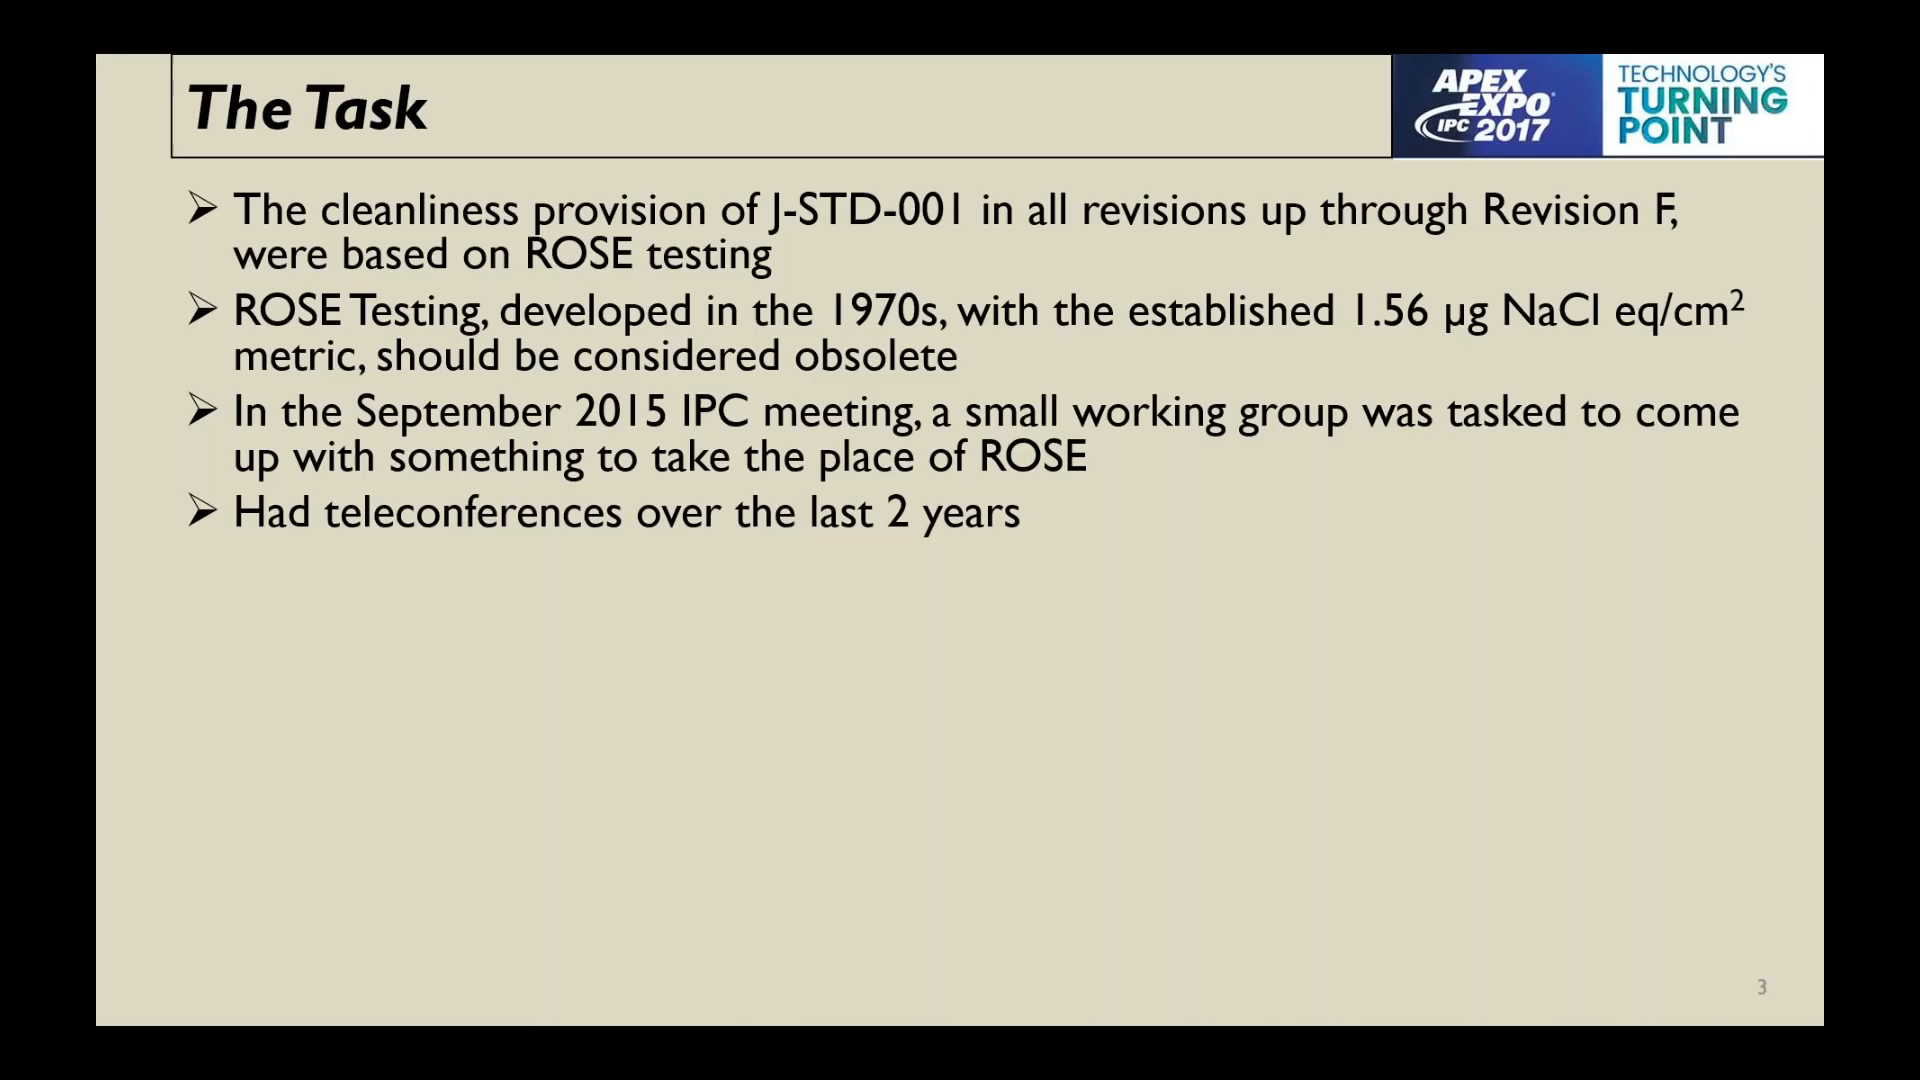 The Task
APEX
EXPO
IPC 2017
TECHNOLOGY'S
TURNING
POINT
➢ The cleanliness provision of J-STD-001 in all revisions up through Revision F,
were based on ROSE testing
➢ ROSE Testing, developed in the 1970s, with the established 1.56 µg NaCl eq/cm²
metric, should be considered obsolete
➢ In the September 2015 IPC meeting, a small working group was tasked to come
up with something to take the place of ROSE
➢ Had teleconferences over the last 2 years
3